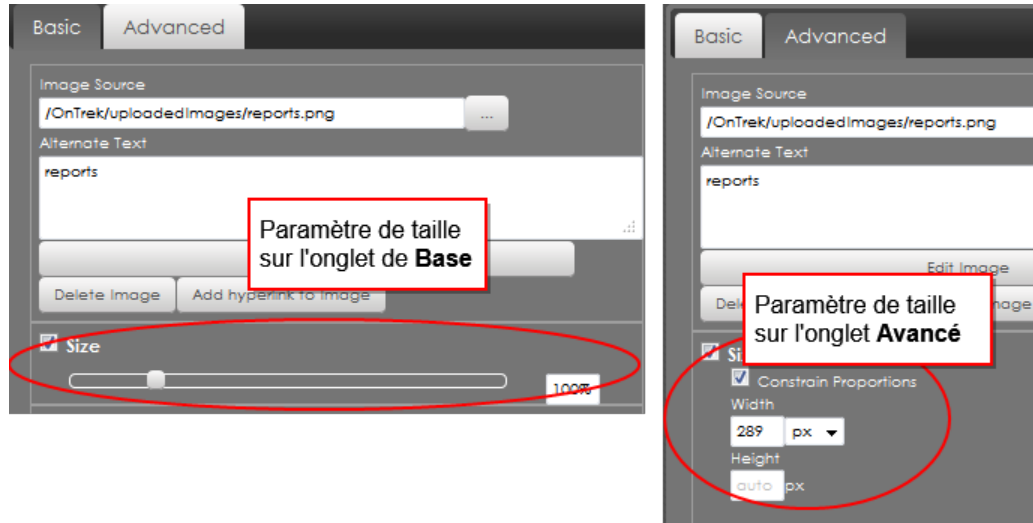 Basic
Advanced
Image Source
/OnTrek/uploadedImages/reports.png
...
Alternate Text
reports
Paramètre de taille
sur l'onglet de Base
Delete Image
Add hyperlink to Image
Size
100%
Basic
Advanced
Image Source
/OnTrek/uploadedImages/reports.png
Alternate Text
reports
Edit Image
Paramètre de taille
sur l'onglet Avancé
Constrain Proportions
Width
289
px
Height
auto
px